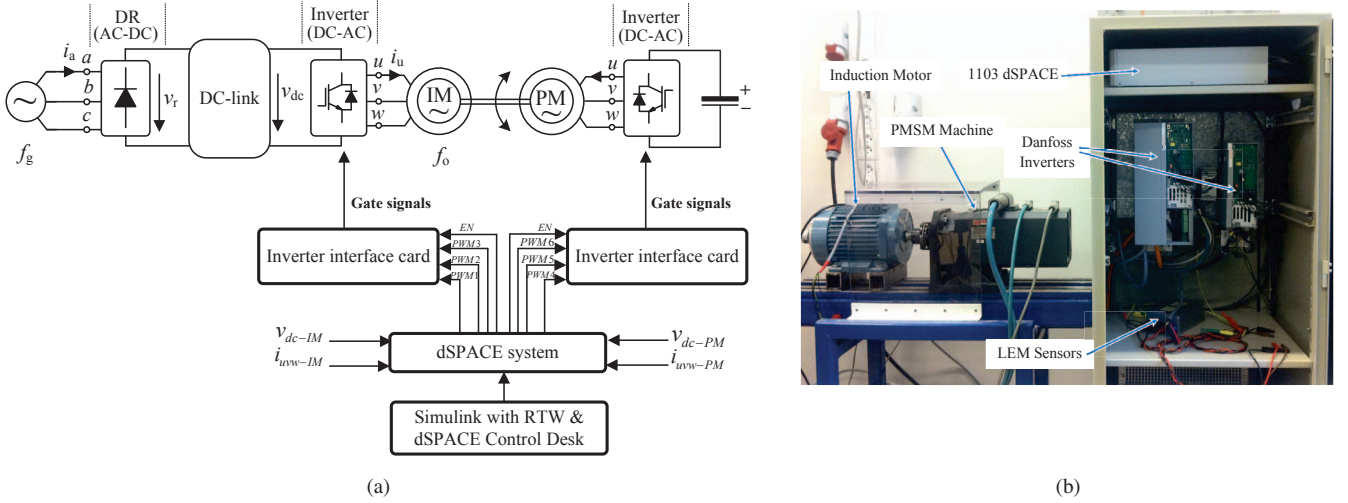 DR
(AC-DC)
Inverter
(DC-AC)
Inverter
(DC-AC)
i_a
a
b
c
v_r
DC-link
v_dc
u
i_u
v
w
IM
~
PM
~
u
v
w
+
−
~
f_g
f_o
Gate signals
Gate signals
Inverter interface card
EN
PWM3
PWM2
PWM1
EN
PWM6
PWM5
PWM4
Inverter interface card
v_dc−IM
i_uvw−IM
dSPACE system
v_dc−PM
i_uvw−PM
Simulink with RTW &
dSPACE Control Desk
(a)
Induction Motor
1103 dSPACE
PMSM Machine
Danfoss
Inverters
LEM Sensors
(b)